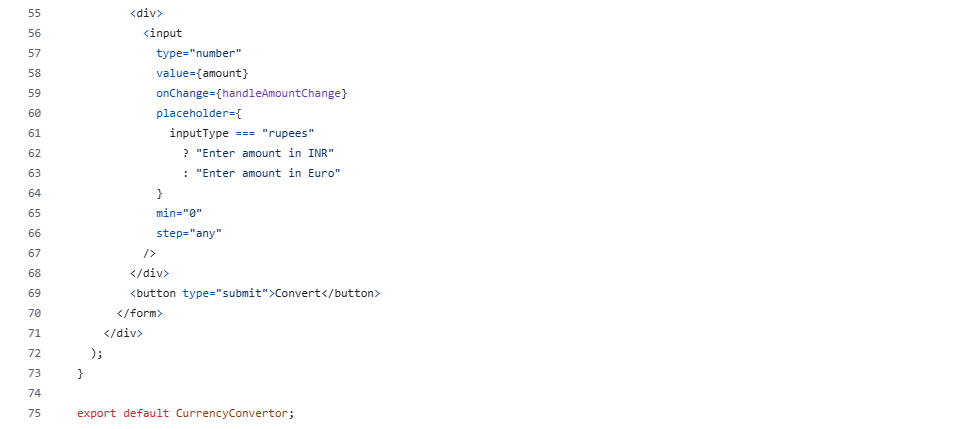 55 <div>
56 <input
57 type="number"
58 value={amount}
59 onChange={handleAmountChange}
60 placeholder={
61 inputType === "rupees"
62 ? "Enter amount in INR"
63 : "Enter amount in Euro"
64 }
65 min="0"
66 step="any"
67 />
68 </div>
69 <button type="submit">Convert</button>
70 </form>
71 </div>
72 );
73 }
74
75 export default CurrencyConvertor;